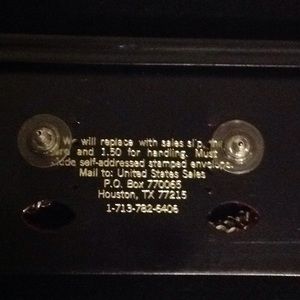 will replace with sales slip, this
and 1.50 for handling. Must
self-addressed stamped envelope.
Mail to: United States Sales
P.O. Box 770065
Houston, TX 77215
1-713-782-6406